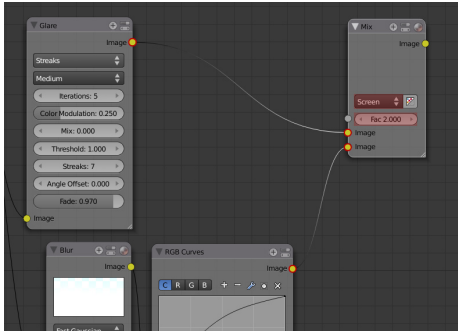 Glare
Image
Streaks
Medium
Iterations: 5
Color Modulation: 0.250
Mix: 0.000
Threshold: 1.000
Streaks: 7
Angle Offset: 0.000
Fade: 0.970
Image
Mix
Image
Screen
Fac 2.000
Image
Image
Blur
Image
Fast Gaussian
RGB Curves
Image
C R G B